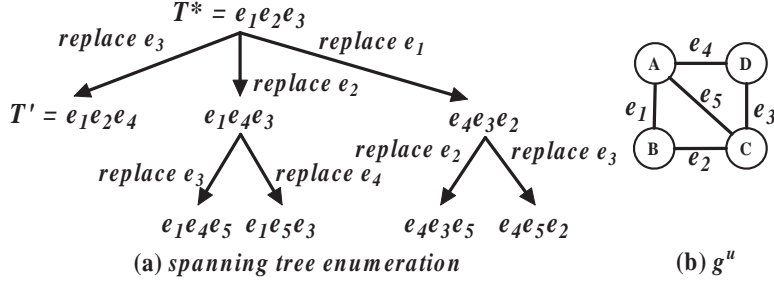 T* = e1e2e3
replace e3
replace e2
replace e1
T' = e1e2e4
e1e4e3
e4e3e2
replace e3
replace e4
replace e2
replace e3
e1e4e5
e1e5e3
e4e3e5
e4e5e2
(a) spanning tree enumeration
A
e4
D
e1
e5
e3
B
e2
C
(b) g^u